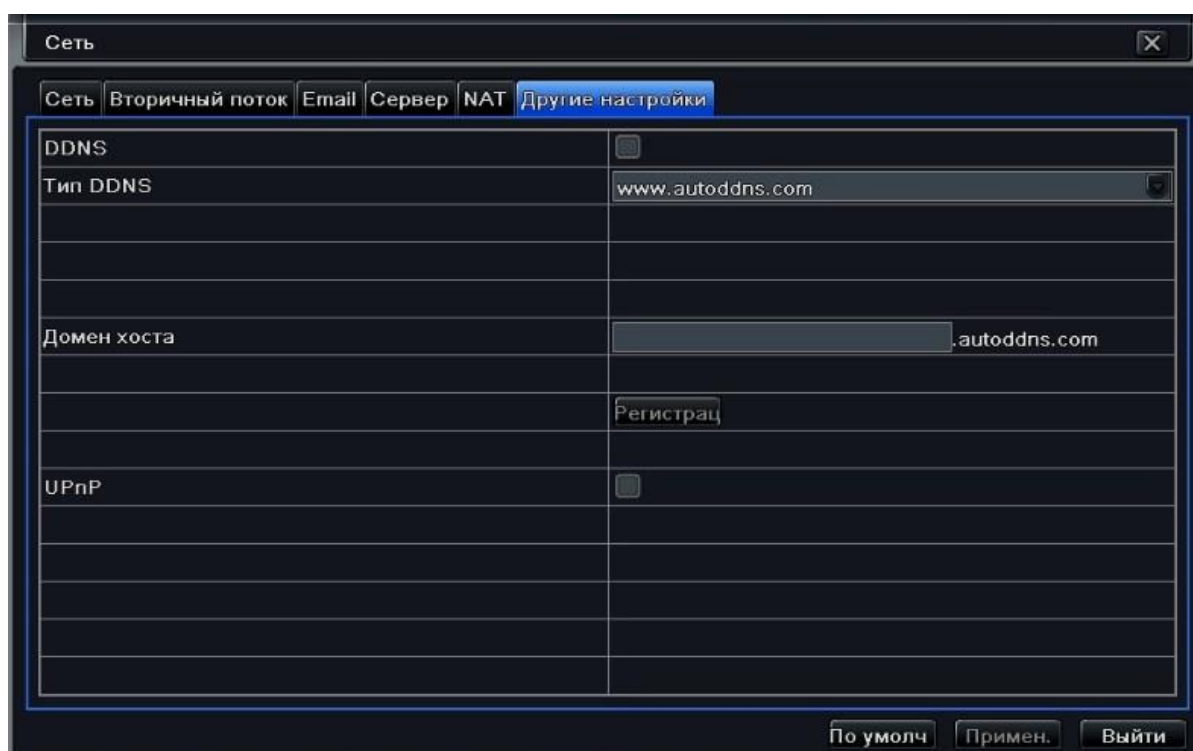 Сеть
Сеть Вторичный поток Email Сервер NAT Другие настройки
DDNS
Тип DDNS www.autoddns.com
Домен хоста .autoddns.com
Регистрац
UPnP
По умолч Примен. Выйти